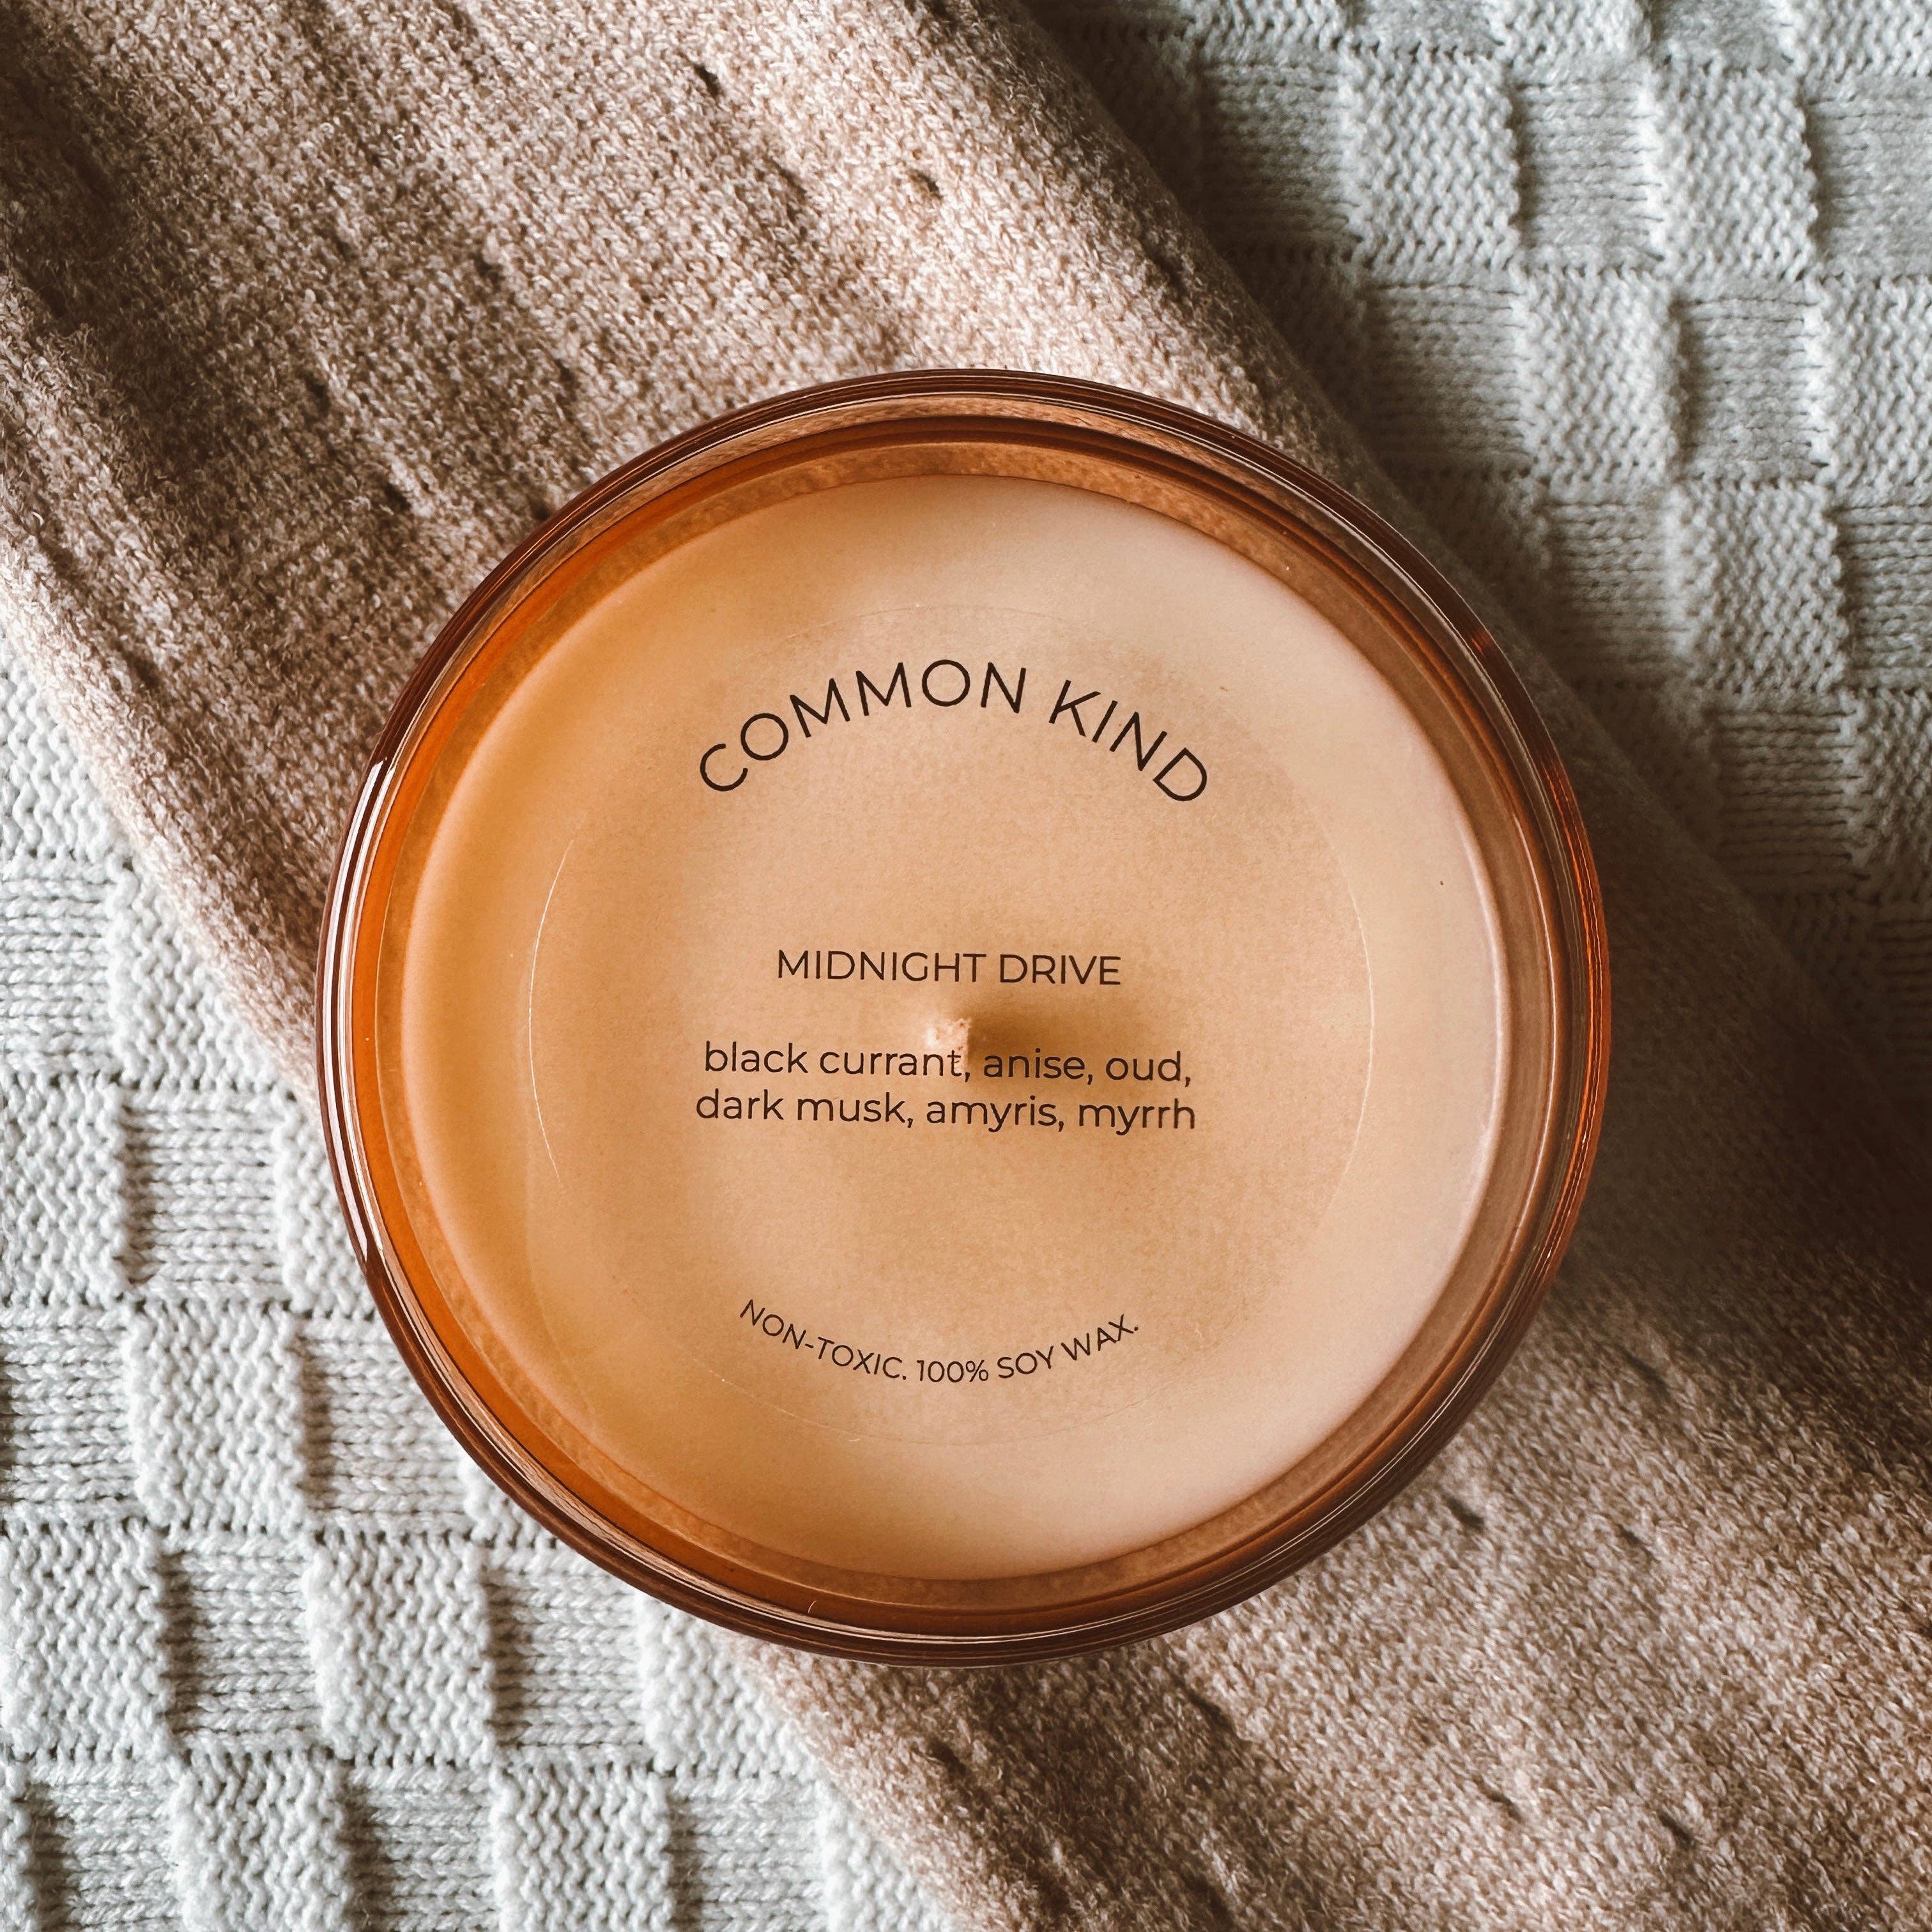 COMMON KIND
MIDNIGHT DRIVE
black currant, anise, oud,
dark musk, amyris, myrrh
NON-TOXIC. 100% SOY WAX.